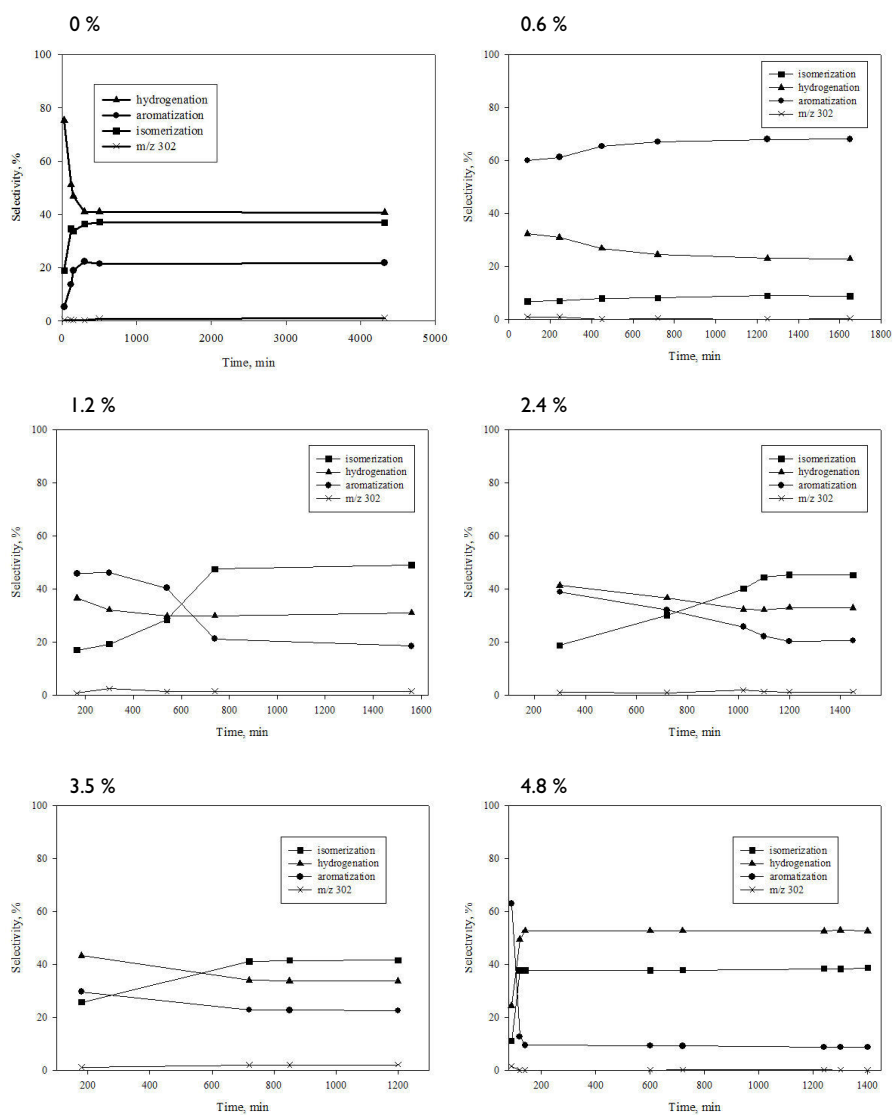 0 %
100
80
60
40
20
0
Selectivity, %
hydrogenation
aromatization
isomerization
m/z 302
0 1000 2000 3000 4000 5000
Time, min
0.6 %
100
80
60
40
20
0
Selectivity, %
isomerization
hydrogenation
aromatization
m/z 302
200 400 600 800 1000 1200 1400 1600 1800
Time, min
1.2 %
100
80
60
40
20
0
Selectivity, %
isomerization
hydrogenation
aromatization
m/z 302
200 400 600 800 1000 1200 1400 1600
Time, min
2.4 %
100
80
60
40
20
0
Selectivity, %
isomerization
hydrogenation
aromatization
m/z 302
200 400 600 800 1000 1200 1400
Time, min
3.5 %
100
80
60
40
20
0
Selectivity, %
isomerization
hydrogenation
aromatization
m/z 302
200 400 600 800 1000 1200
Time, min
4.8 %
100
80
60
40
20
0
Selectivity, %
isomerization
hydrogenation
aromatization
m/z 302
200 400 600 800 1000 1200 1400
Time, min